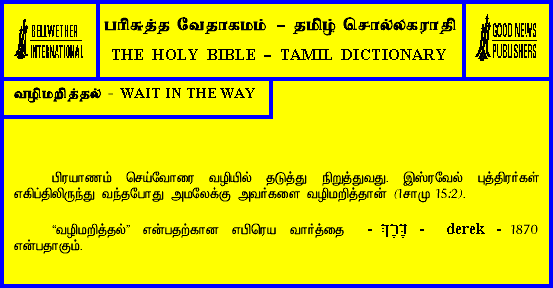 BELLWETHER
INTERNATIONAL
பரிசுத்த வேதாகமம் – தமிழ் சொல்லகராதி
THE HOLY BIBLE – TAMIL DICTIONARY
GOOD NEWS
PUBLISHERS
வழிமறித்தல் - WAIT IN THE WAY
பிரயாணம் செய்வோரை வழியில் தடுத்து நிறுத்துவது. இஸ்ரவேல் புத்திரர்கள்
எகிப்திலிருந்து வந்தபோது அமலேக்கு அவர்களை வழிமறித்தான் (1சாமு 15:2).
“வழிமறித்தல்” என்பதற்கான எபிரெய வார்த்தை - דֶּרֶךְ - derek - 1870
என்பதாகும்.